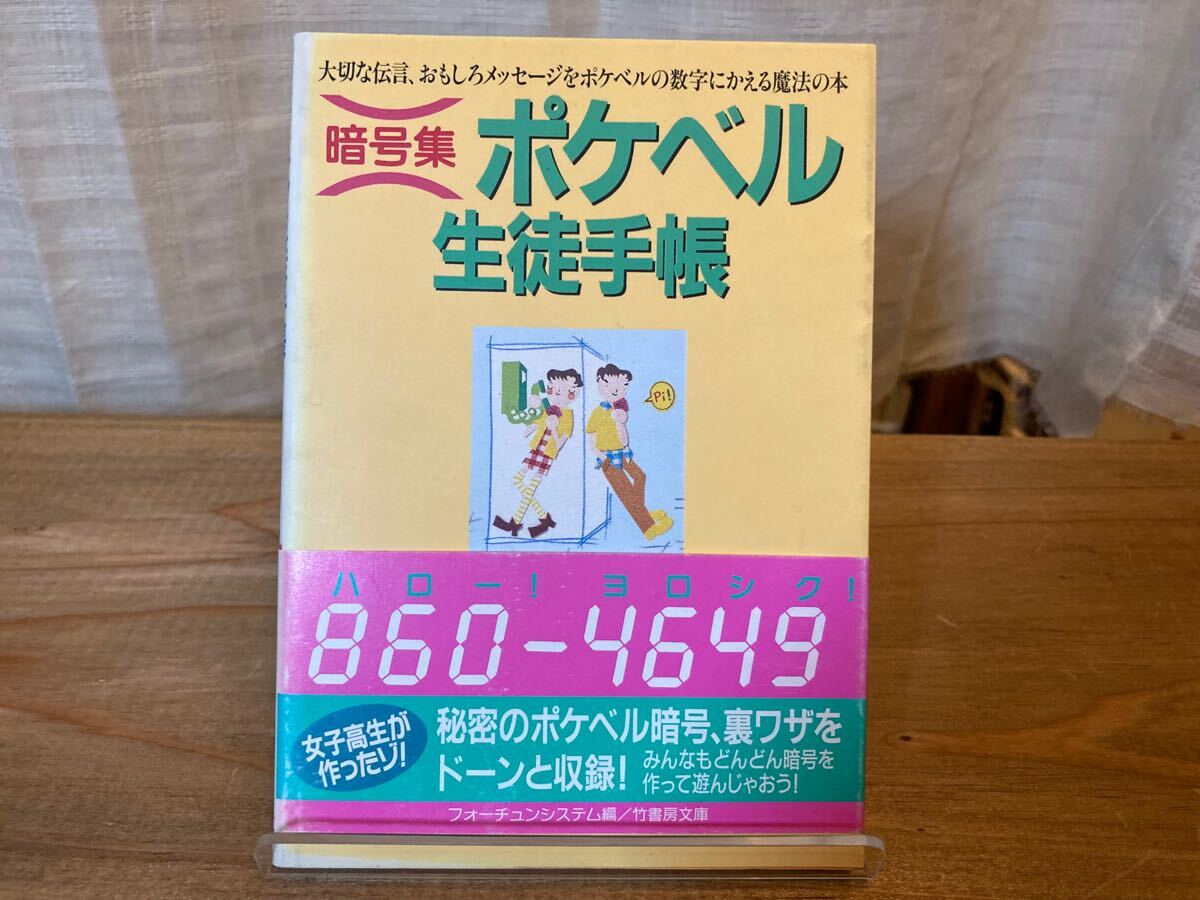 大切な伝言、おもしろメッセージをポケベルの数字にかえる魔法の本
暗号集
ポケベル
生徒手帳
Pi!
ハロー! ヨロシク!
860-4649
女子高生が
作ったゾ!
秘密のポケベル暗号、裏ワザを
ドーンと収録!
みんなもどんどん暗号を
作って遊んじゃおう!
フォーチュンシステム編/竹書房文庫